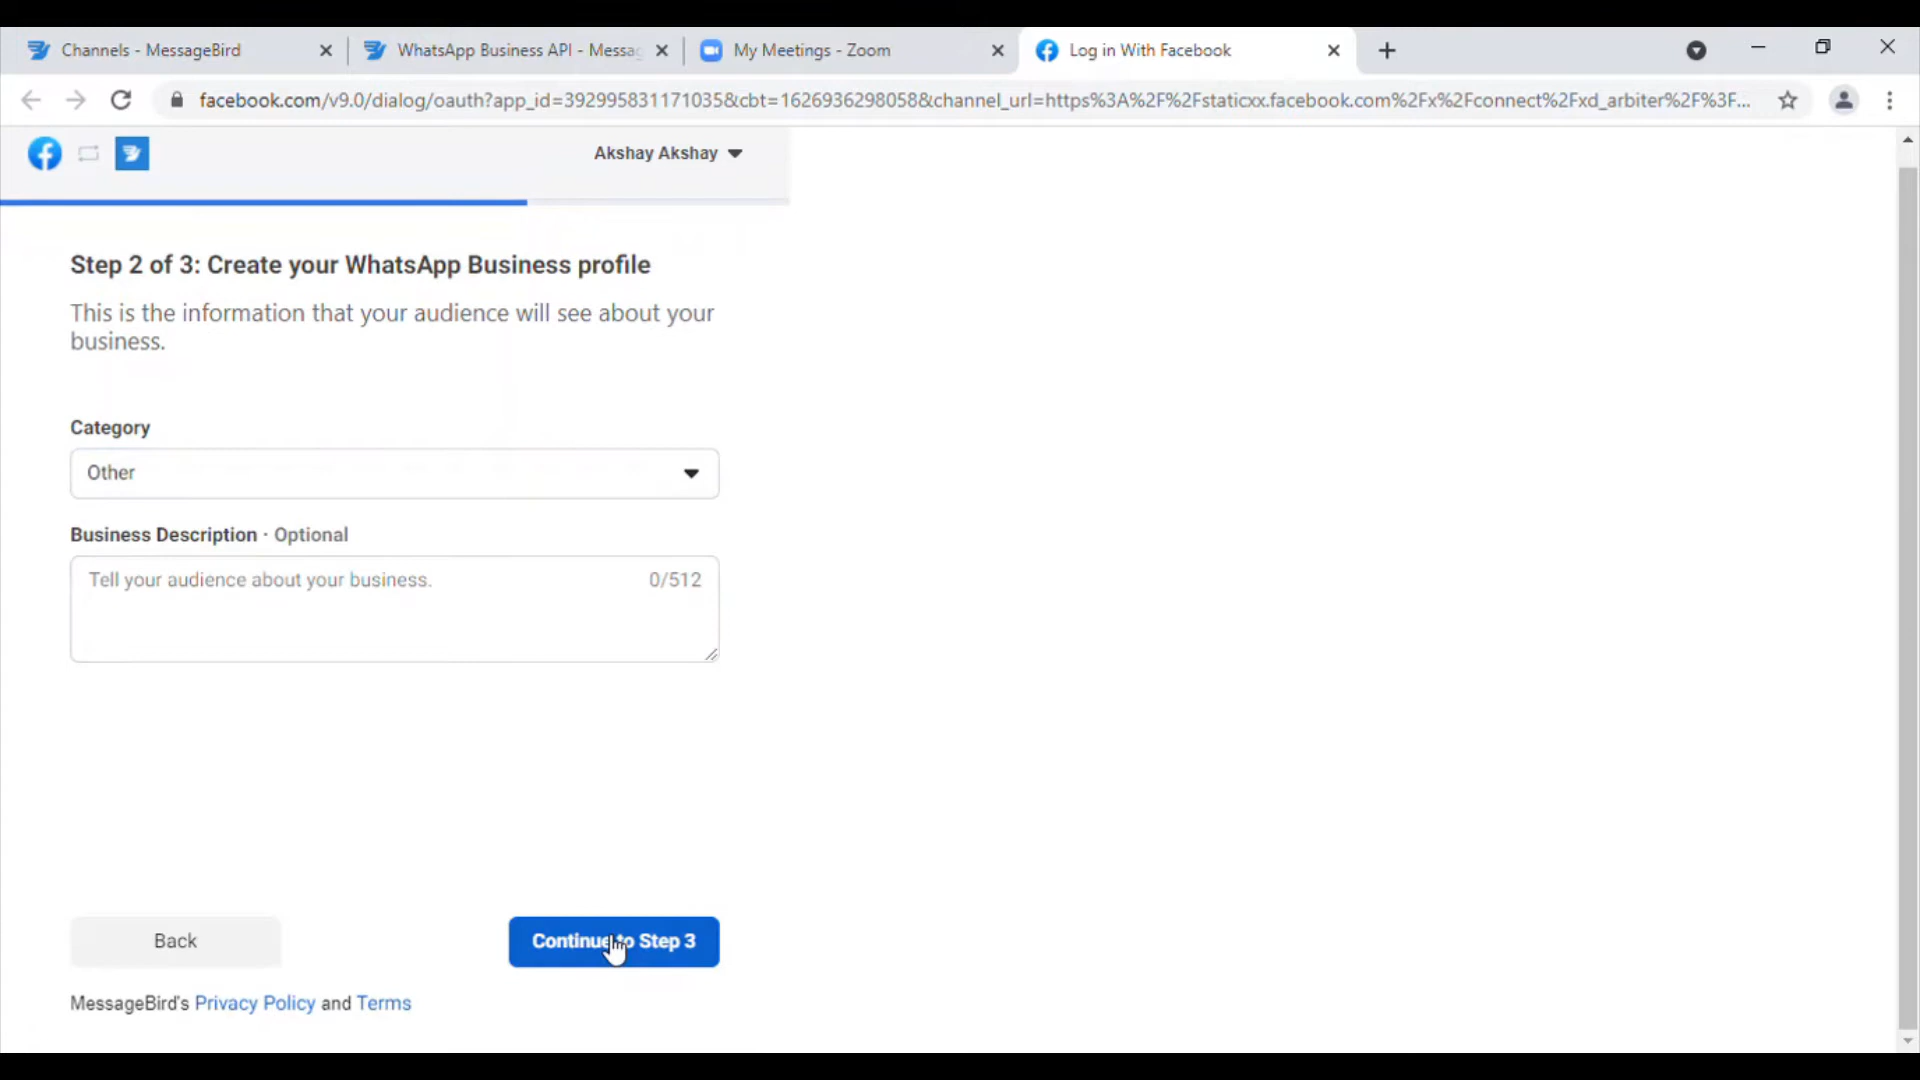 Channels - MessageBird
WhatsApp Business API - Messag
My Meetings - Zoom
Log in With Facebook
facebook.com/v9.0/dialog/oauth?app_id=392995831171035&cbt=1626936298058&channel_url=https%3A%2F%2Fstaticxx.facebook.com%2Fx%2Fconnect%2Fxd_arbiter%2F%3F...
Akshay Akshay
Step 2 of 3: Create your WhatsApp Business profile
This is the information that your audience will see about your
business.
Category
Other
Business Description · Optional
Tell your audience about your business.
0/512
Back
Continue to Step 3
MessageBird's Privacy Policy and Terms